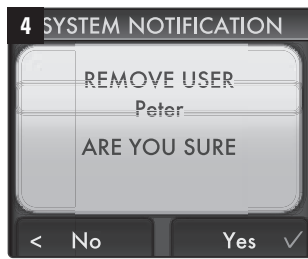 4 SYSTEM NOTIFICATION
REMOVE USER
Peter
ARE YOU SURE
< No Yes ✓